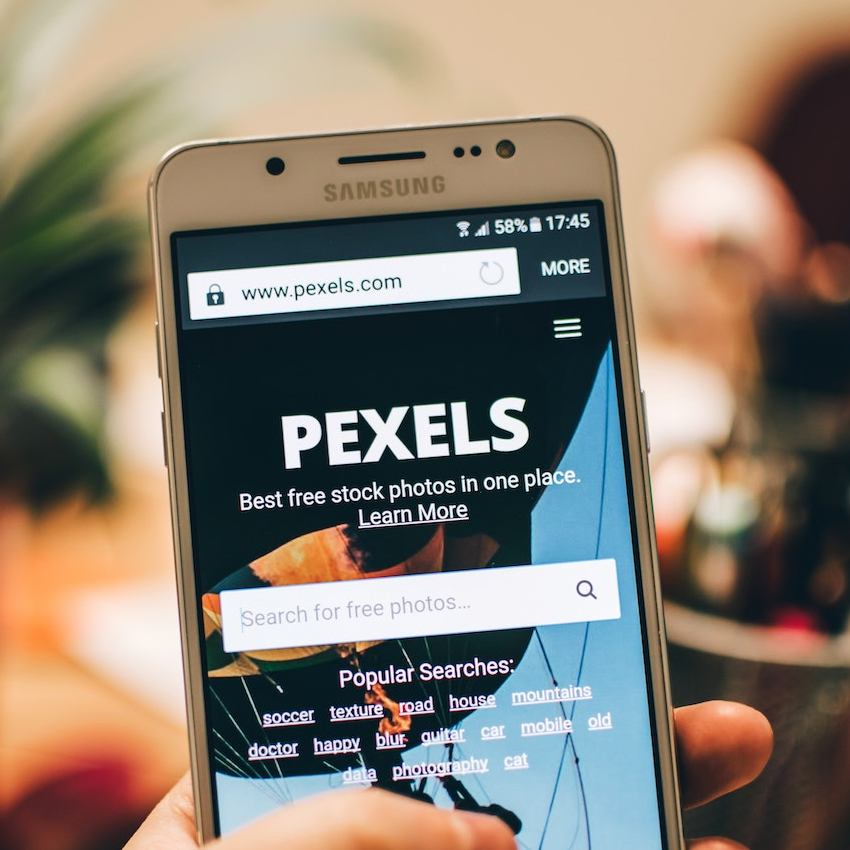 SAMSUNG
58% 17:45
www.pexels.com
MORE
PEXELS
Best free stock photos in one place.
Learn More
Search for free photos...
Popular Searches:
soccer texture road house mountains
doctor happy blur guitar car mobile old
data photography cat